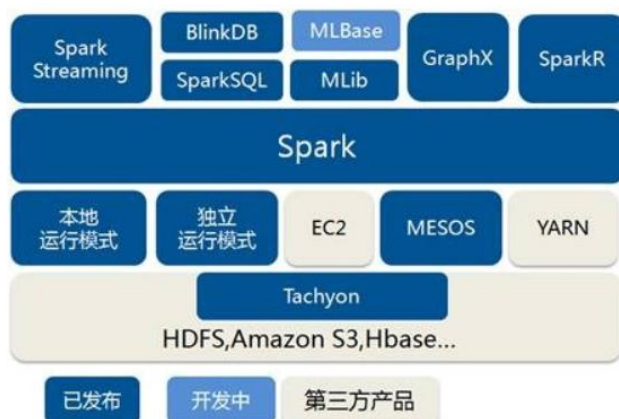 Spark
Streaming
BlinkDB
MLBase
SparkSQL
MLib
GraphX
SparkR
Spark
本地
运行模式
独立
运行模式
EC2
MESOS
YARN
Tachyon
HDFS,Amazon S3,Hbase...
已发布
开发中
第三方产品